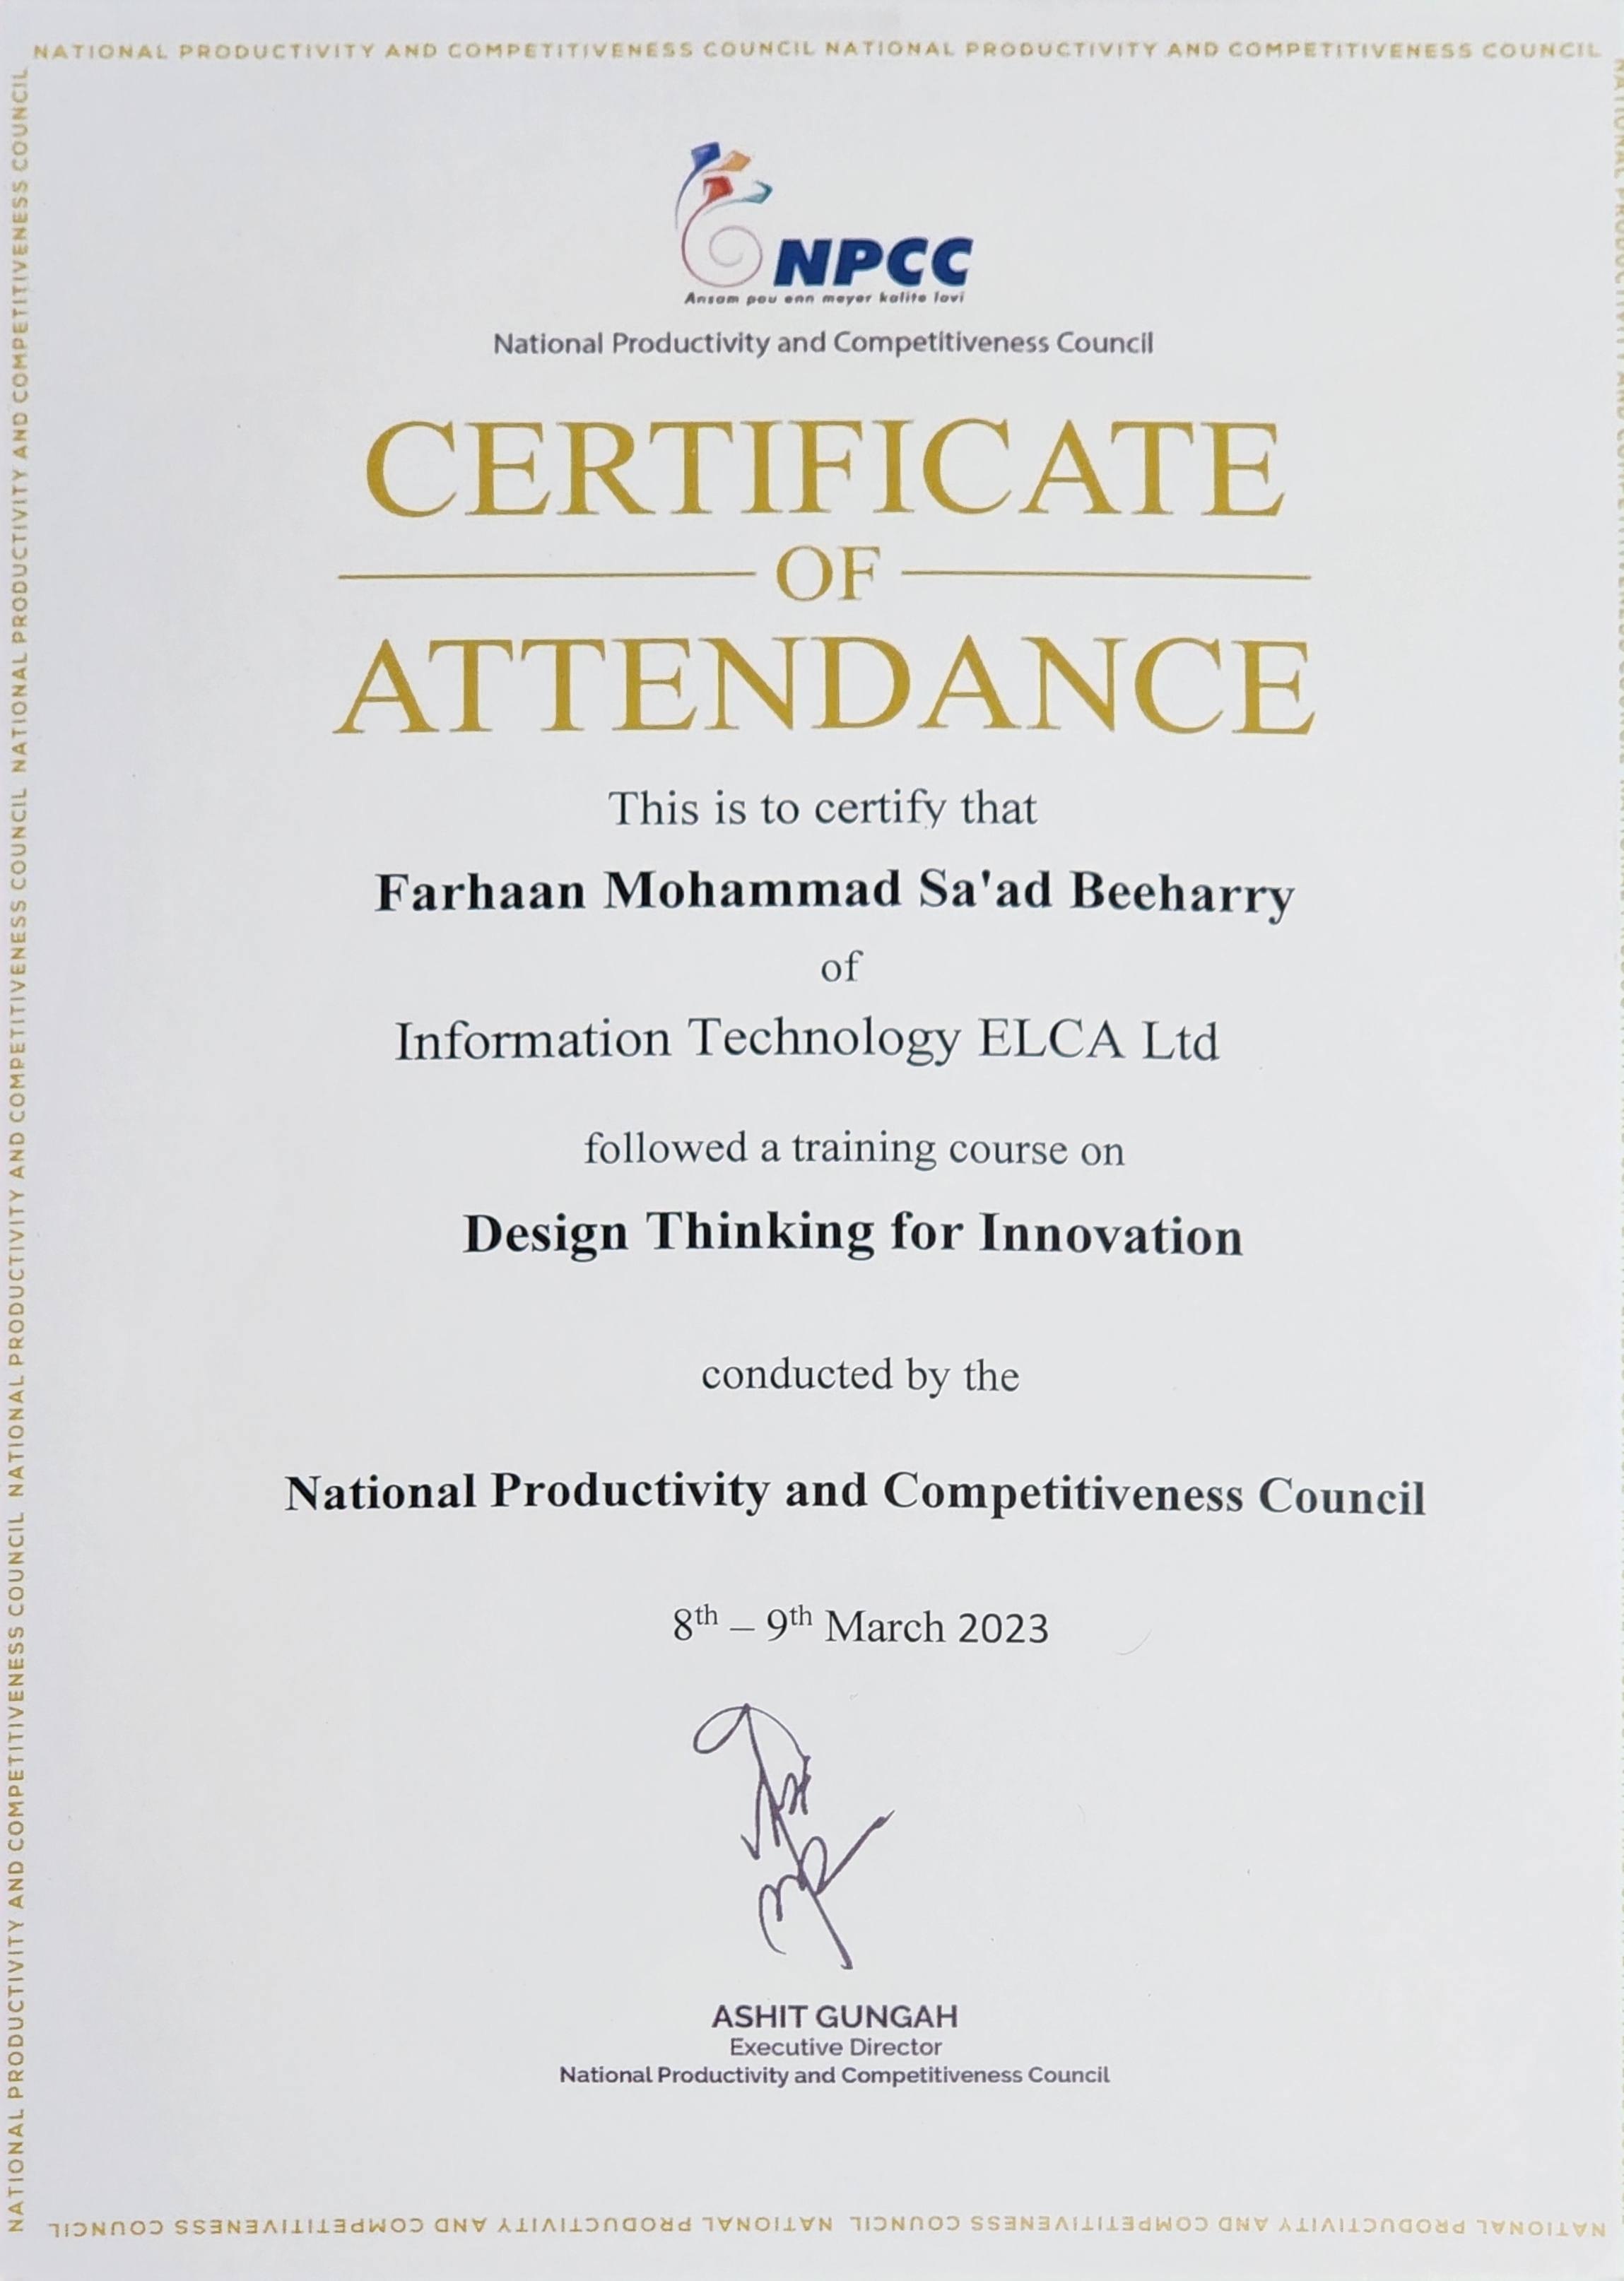 NATIONAL PRODUCTIVITY AND COMPETITIVENESS COUNCIL NATIONAL PRODUCTIVITY AND COMPETITIVENESS COUNCIL
NPCC
Ansam pou enn meyer kalite lavi
National Productivity and Competitiveness Council
CERTIFICATE
OF
ATTENDANCE
This is to certify that
Farhaan Mohammad Sa'ad Beeharry
of
Information Technology ELCA Ltd
followed a training course on
Design Thinking for Innovation
conducted by the
National Productivity and Competitiveness Council
8th – 9th March 2023
ASHIT GUNGAH
Executive Director
National Productivity and Competitiveness Council
NATIONAL PRODUCTIVITY AND COMPETITIVENESS COUNCIL NATIONAL PRODUCTIVITY AND COMPETITIVENESS COUNCIL
NATIONAL PRODUCTIVITY AND COMPETITIVENESS COUNCIL NATIONAL PRODUCTIVITY AND COMPETITIVENESS COUNCIL NATIONAL PRODUCTIVITY AND COMPETITIVENESS COUNCIL